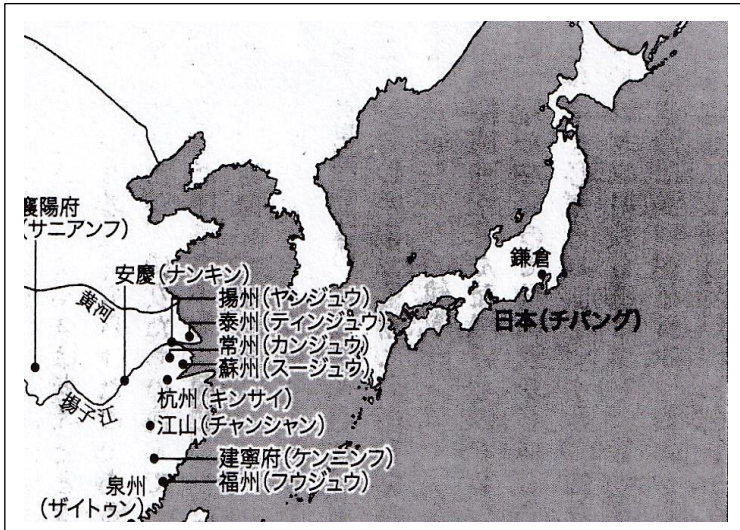 襄陽府
(サニアンフ)
安慶(ナンキン)
黄河
揚州(ヤンジュウ)
泰州(ティンジュウ)
常州(カンジュウ)
蘇州(スージュウ)
揚子江
杭州(キンサイ)
江山(チャンシャン)
建寧府(ケンニンフ)
福州(フウジュウ)
泉州
(ザイトゥン)
鎌倉
日本(チパング)